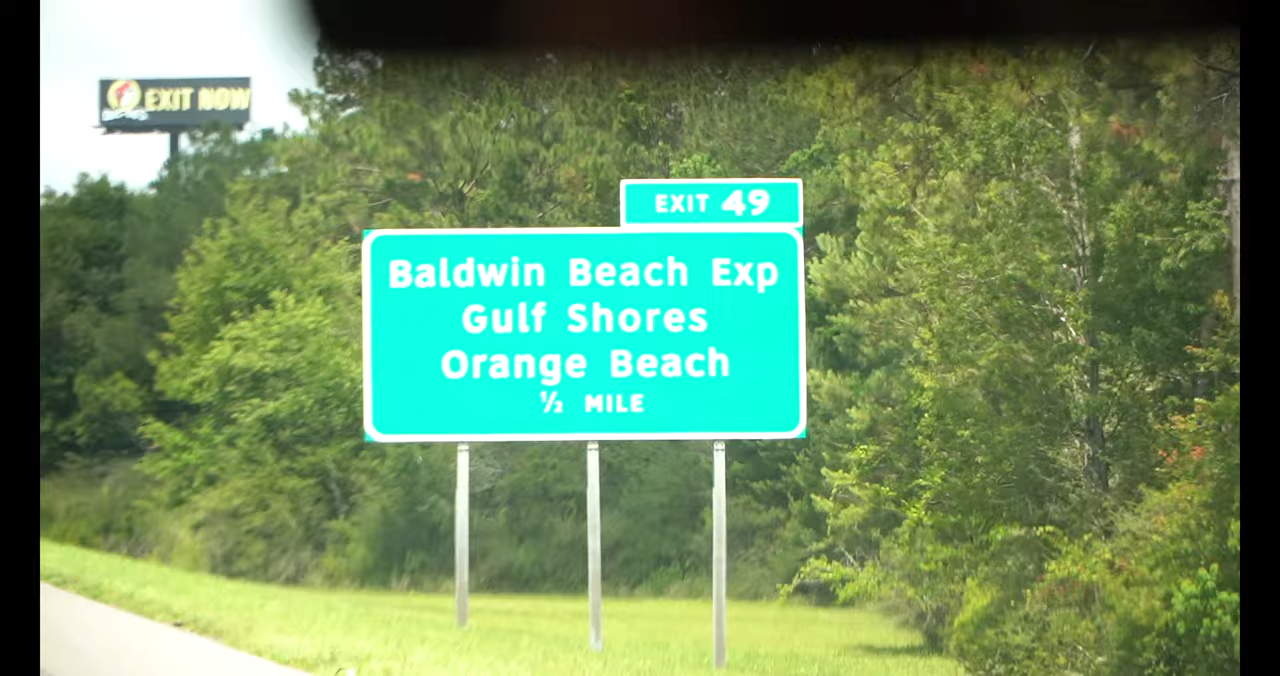 EXIT NOW
EXIT 49
Baldwin Beach Exp
Gulf Shores
Orange Beach
½ MILE